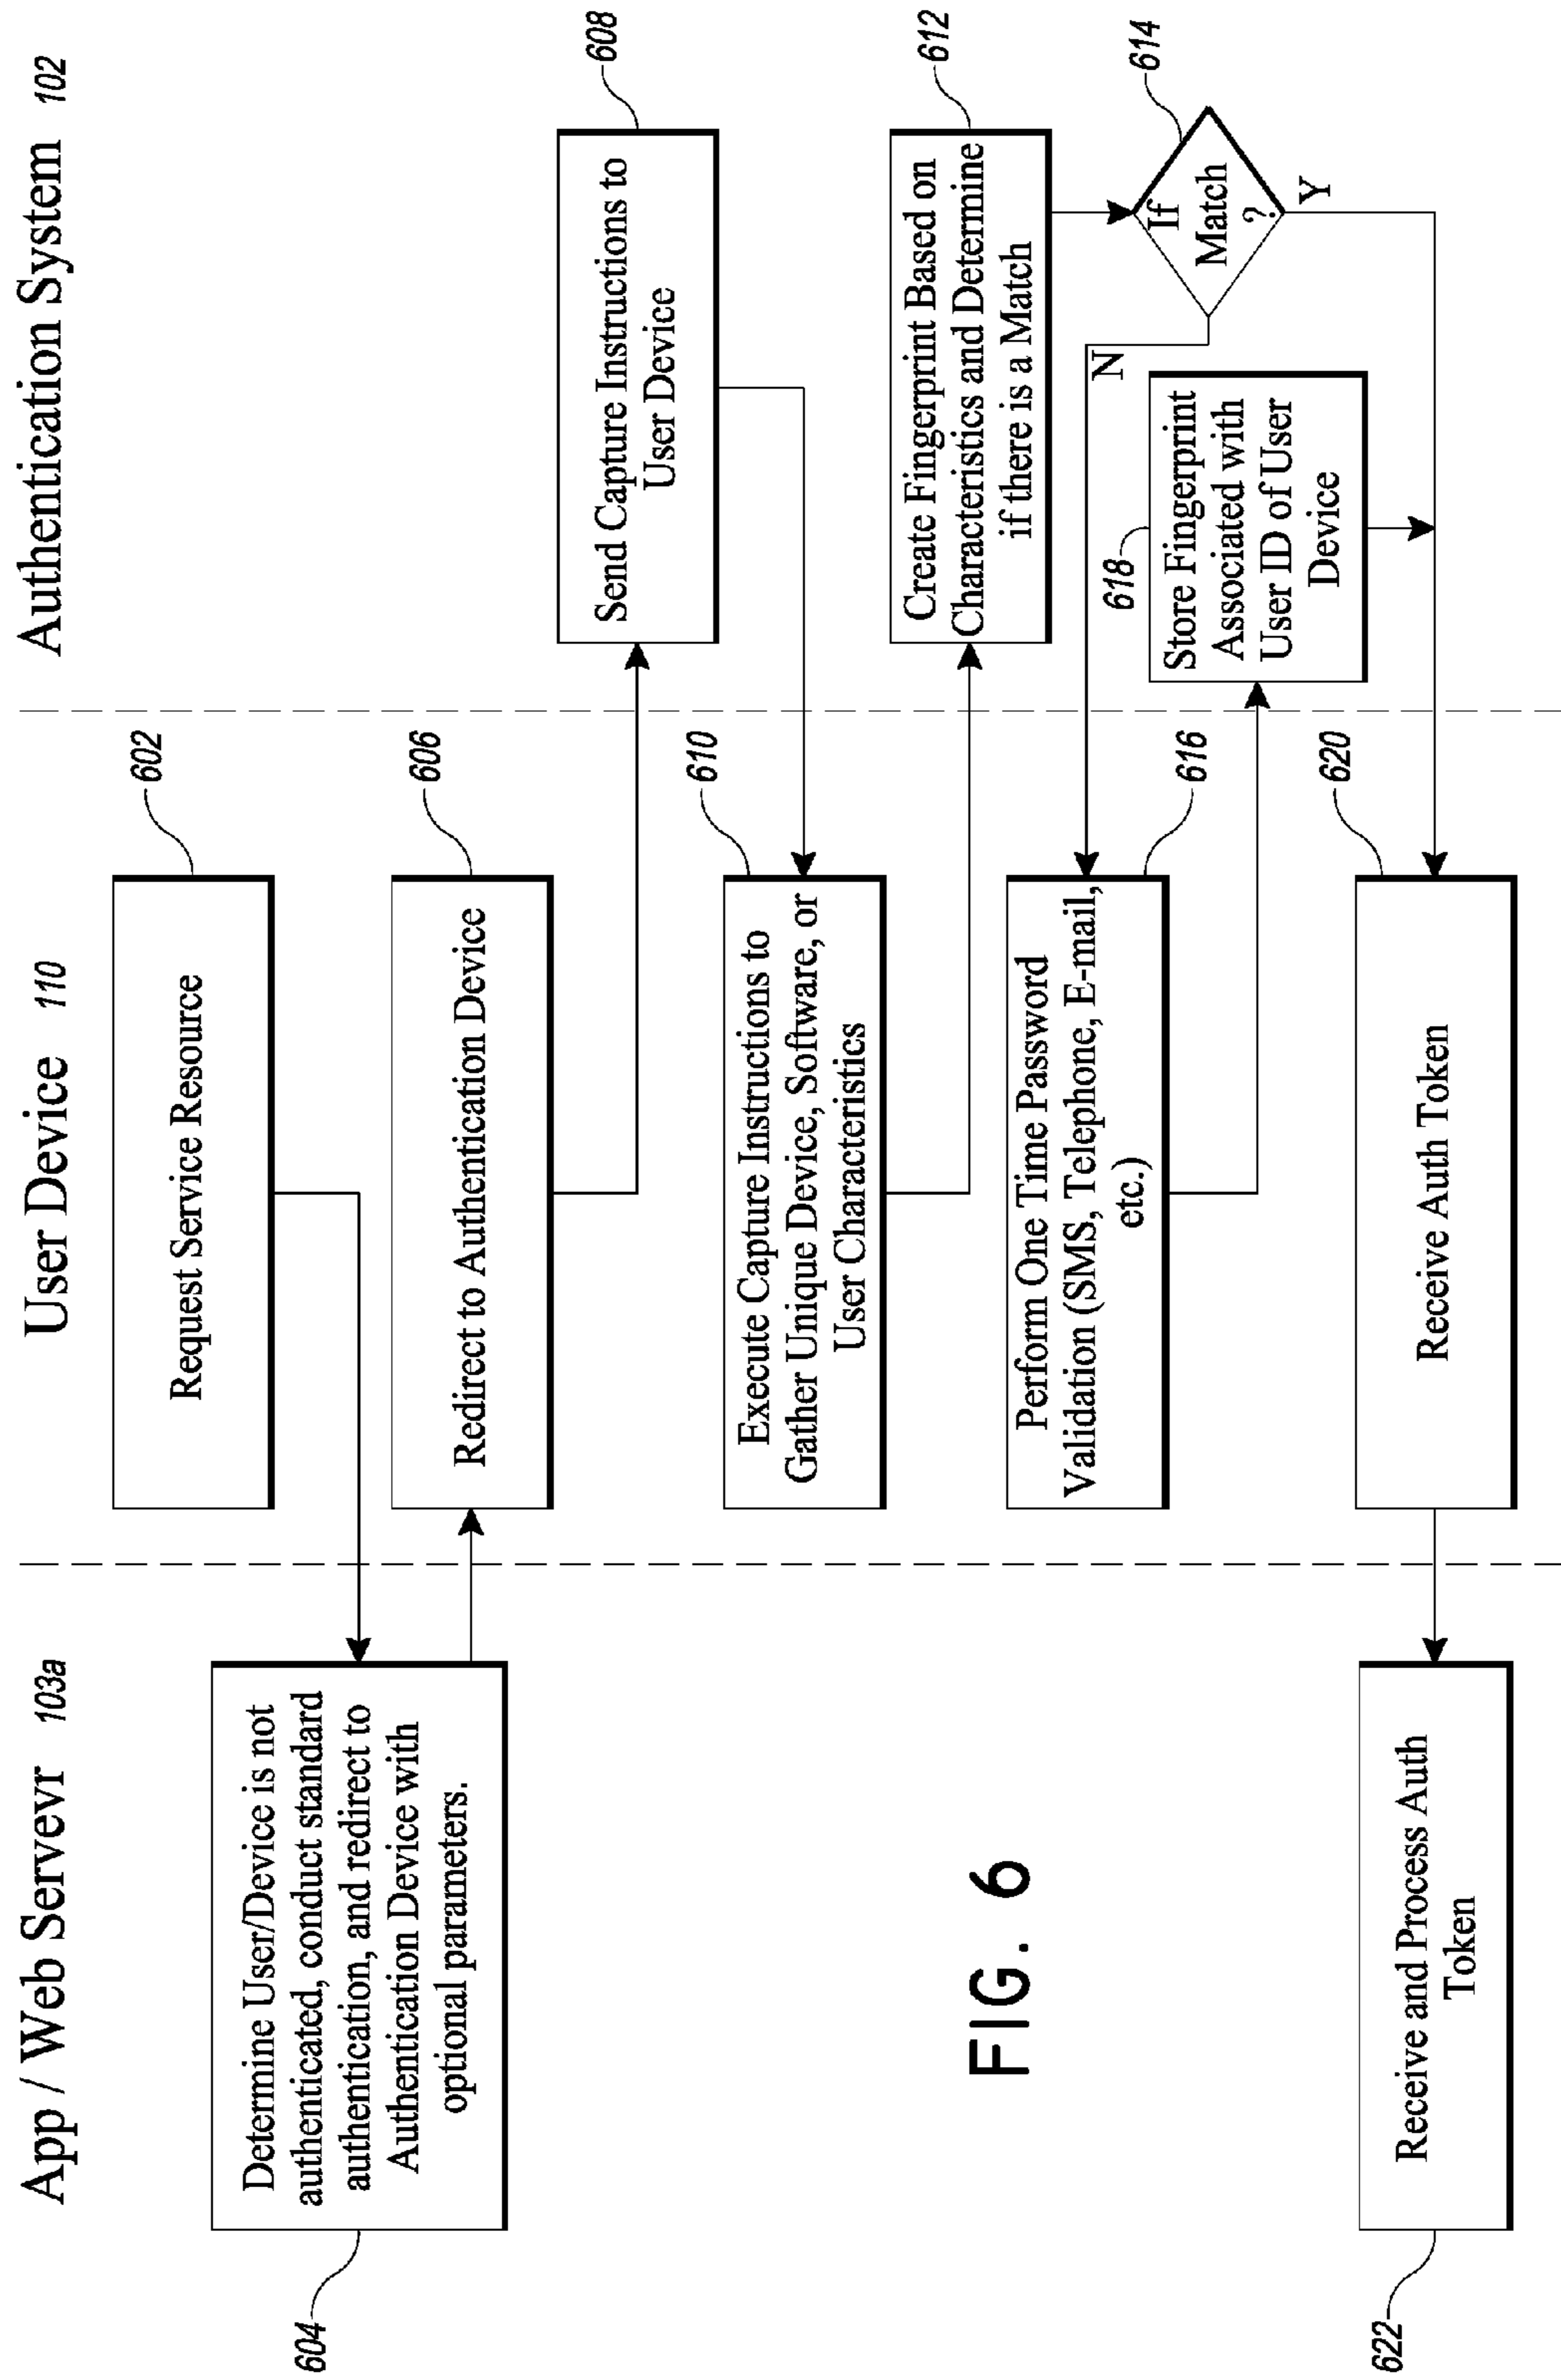 App / Web Servevr 103a
User Device 110
Authentication System 102
Request Service Resource
602
Determine User/Device is not
authenticated, conduct standard
authentication, and redirect to
Authentication Device with
optional parameters.
604
Redirect to Authentication Device
606
Send Capture Instructions to
User Device
608
Execute Capture Instructions to
Gather Unique Device, Software, or
User Characteristics
610
Create Fingerprint Based on
Characteristics and Determine
if there is a Match
612
If
Match
?
614
N
Y
Perform One Time Password
Validation (SMS, Telephone, E-mail,
etc.)
616
Store Fingerprint
Associated with
User ID of User
Device
618
Receive Auth Token
620
Receive and Process Auth
Token
622
FIG. 6